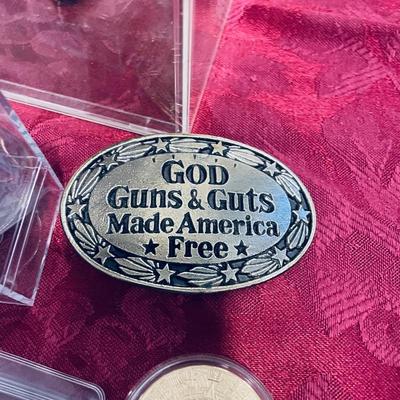 GOD
Guns & Guts
Made America
★ Free ★